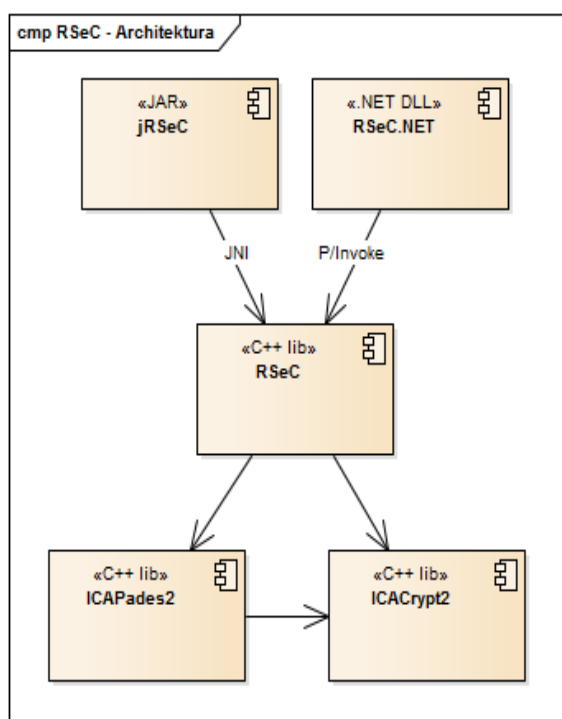 cmp RSeC - Architektura
«JAR»
jRSeC
«.NET DLL»
RSeC.NET
JNI
P/Invoke
«C++ lib»
RSeC
«C++ lib»
ICAPades2
«C++ lib»
ICACrypt2